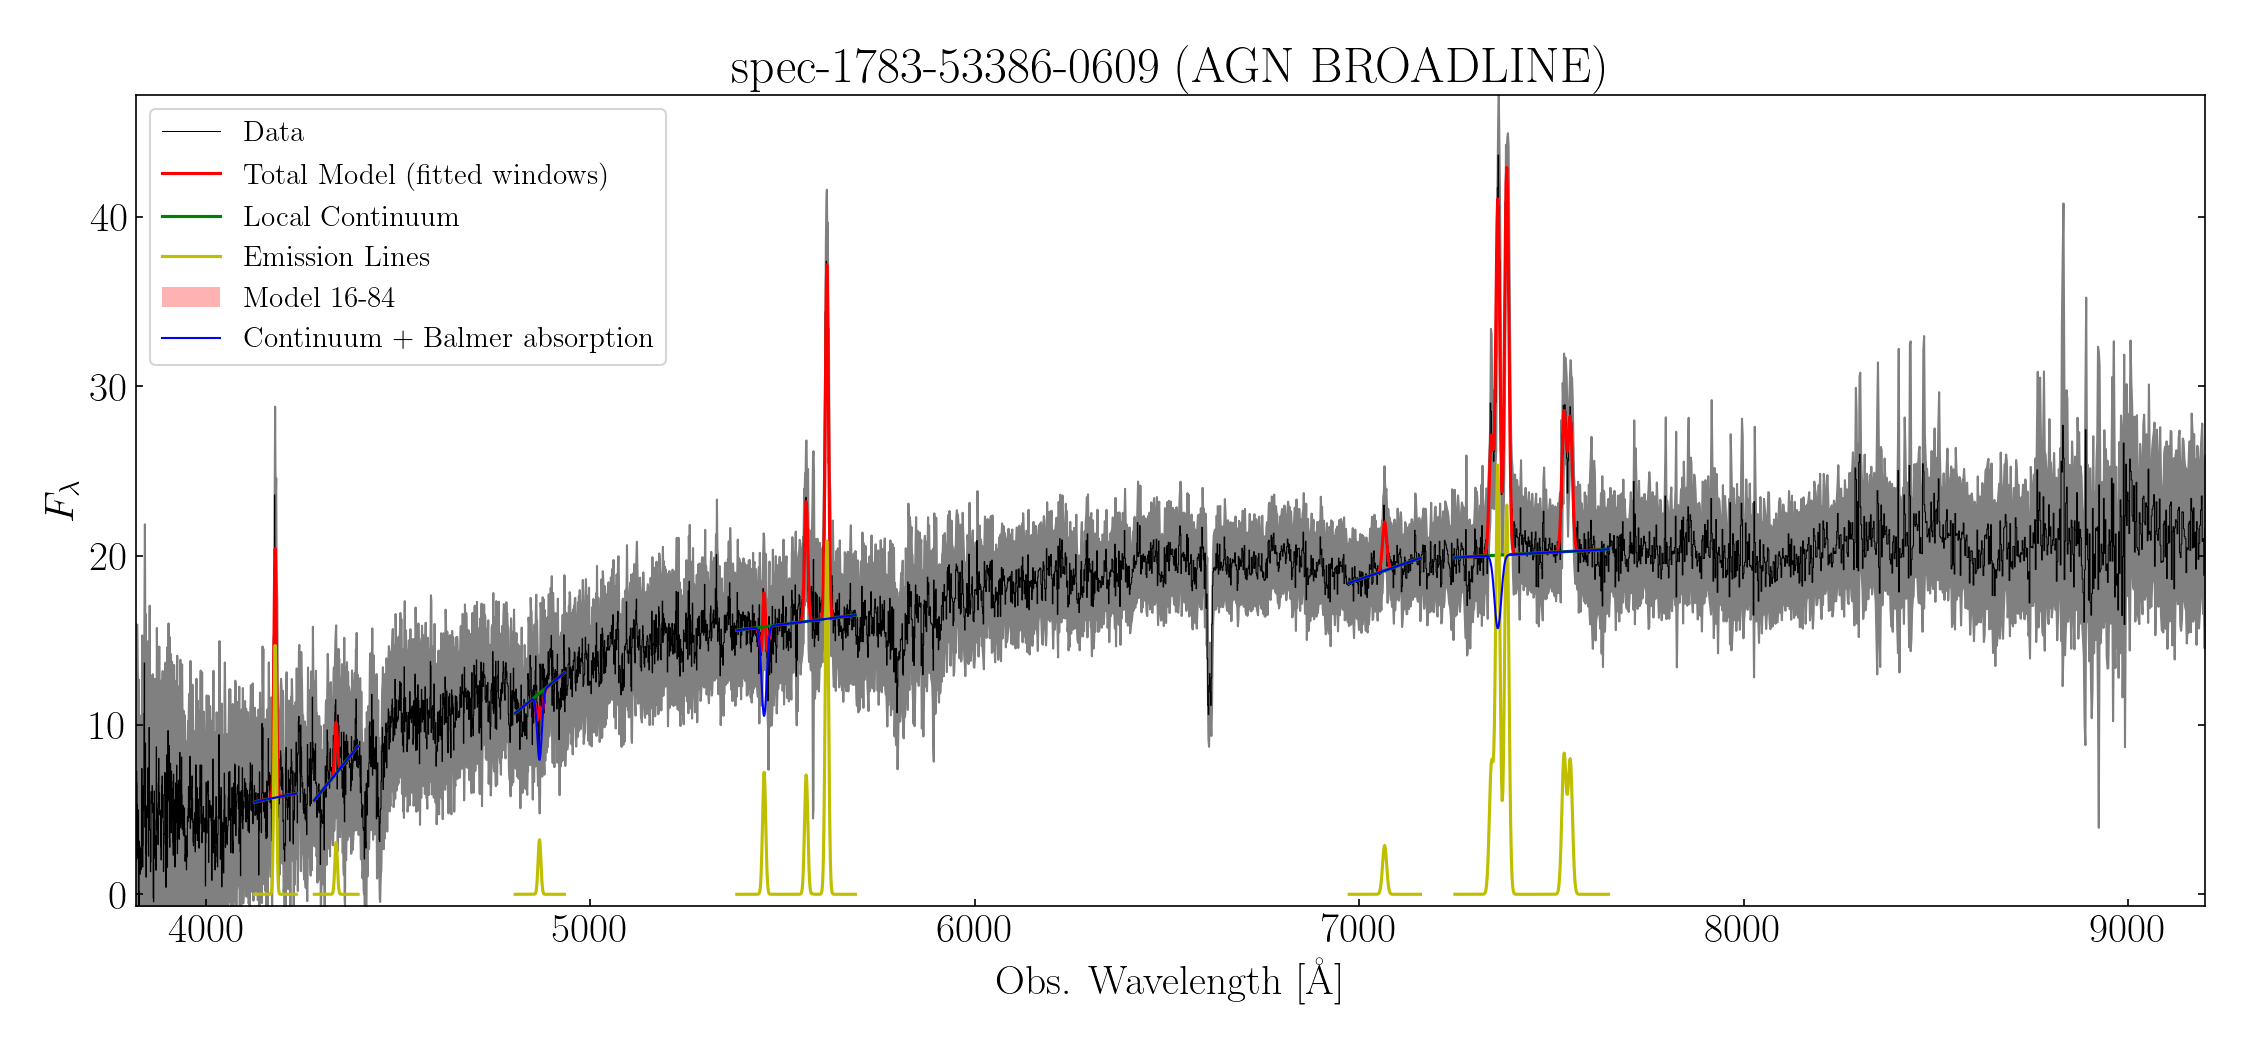 spec-1783-53386-0609 (AGN BROADLINE)
Data
Total Model (fitted windows)
Local Continuum
Emission Lines
Model 16-84
Continuum + Balmer absorption
Fλ
40
30
20
10
0
4000 5000 6000 7000 8000 9000
Obs. Wavelength [Å]